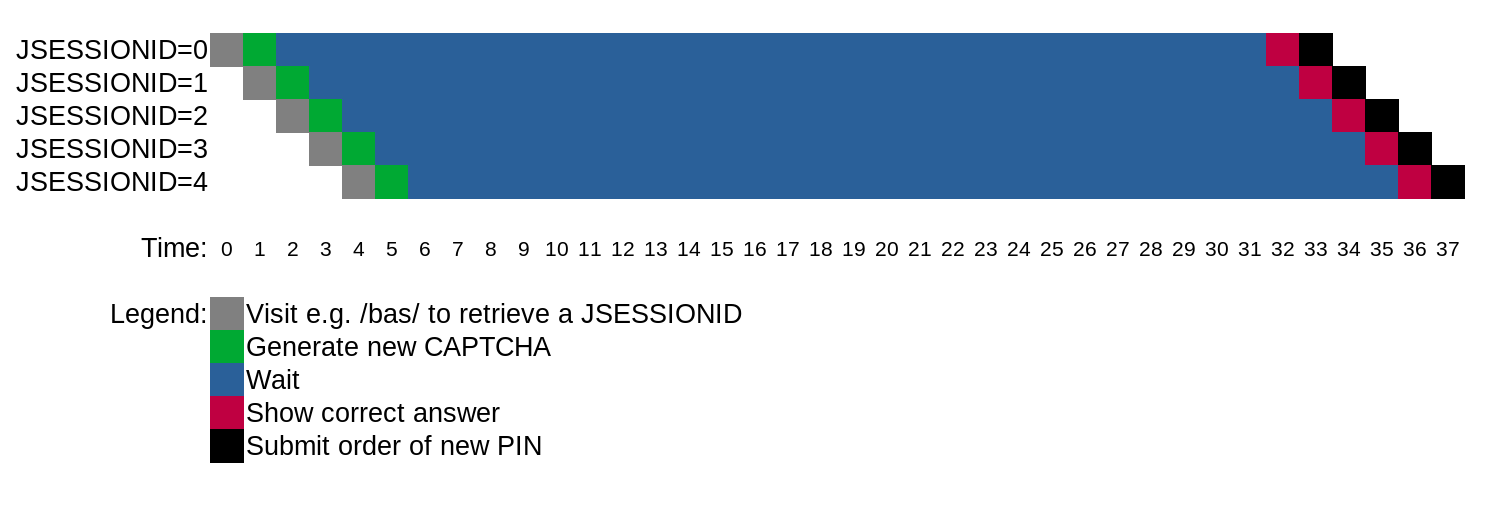 JSESSIONID=0
JSESSIONID=1
JSESSIONID=2
JSESSIONID=3
JSESSIONID=4
Time: 0 1 2 3 4 5 6 7 8 9 10 11 12 13 14 15 16 17 18 19 20 21 22 23 24 25 26 27 28 29 30 31 32 33 34 35 36 37
Legend: Visit e.g. /bas/ to retrieve a JSESSIONID
Generate new CAPTCHA
Wait
Show correct answer
Submit order of new PIN